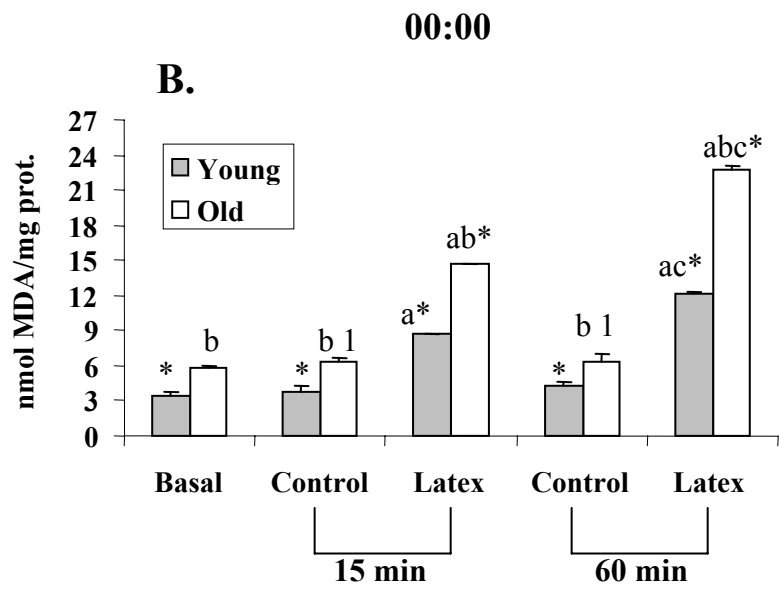 00:00
B.
nmol MDA/mg prot.
27
24
21
18
15
12
9
6
3
0
Young
Old
* b
* b 1
a* ab*
* b 1
ac* abc*
Basal Control Latex Control Latex
15 min 60 min